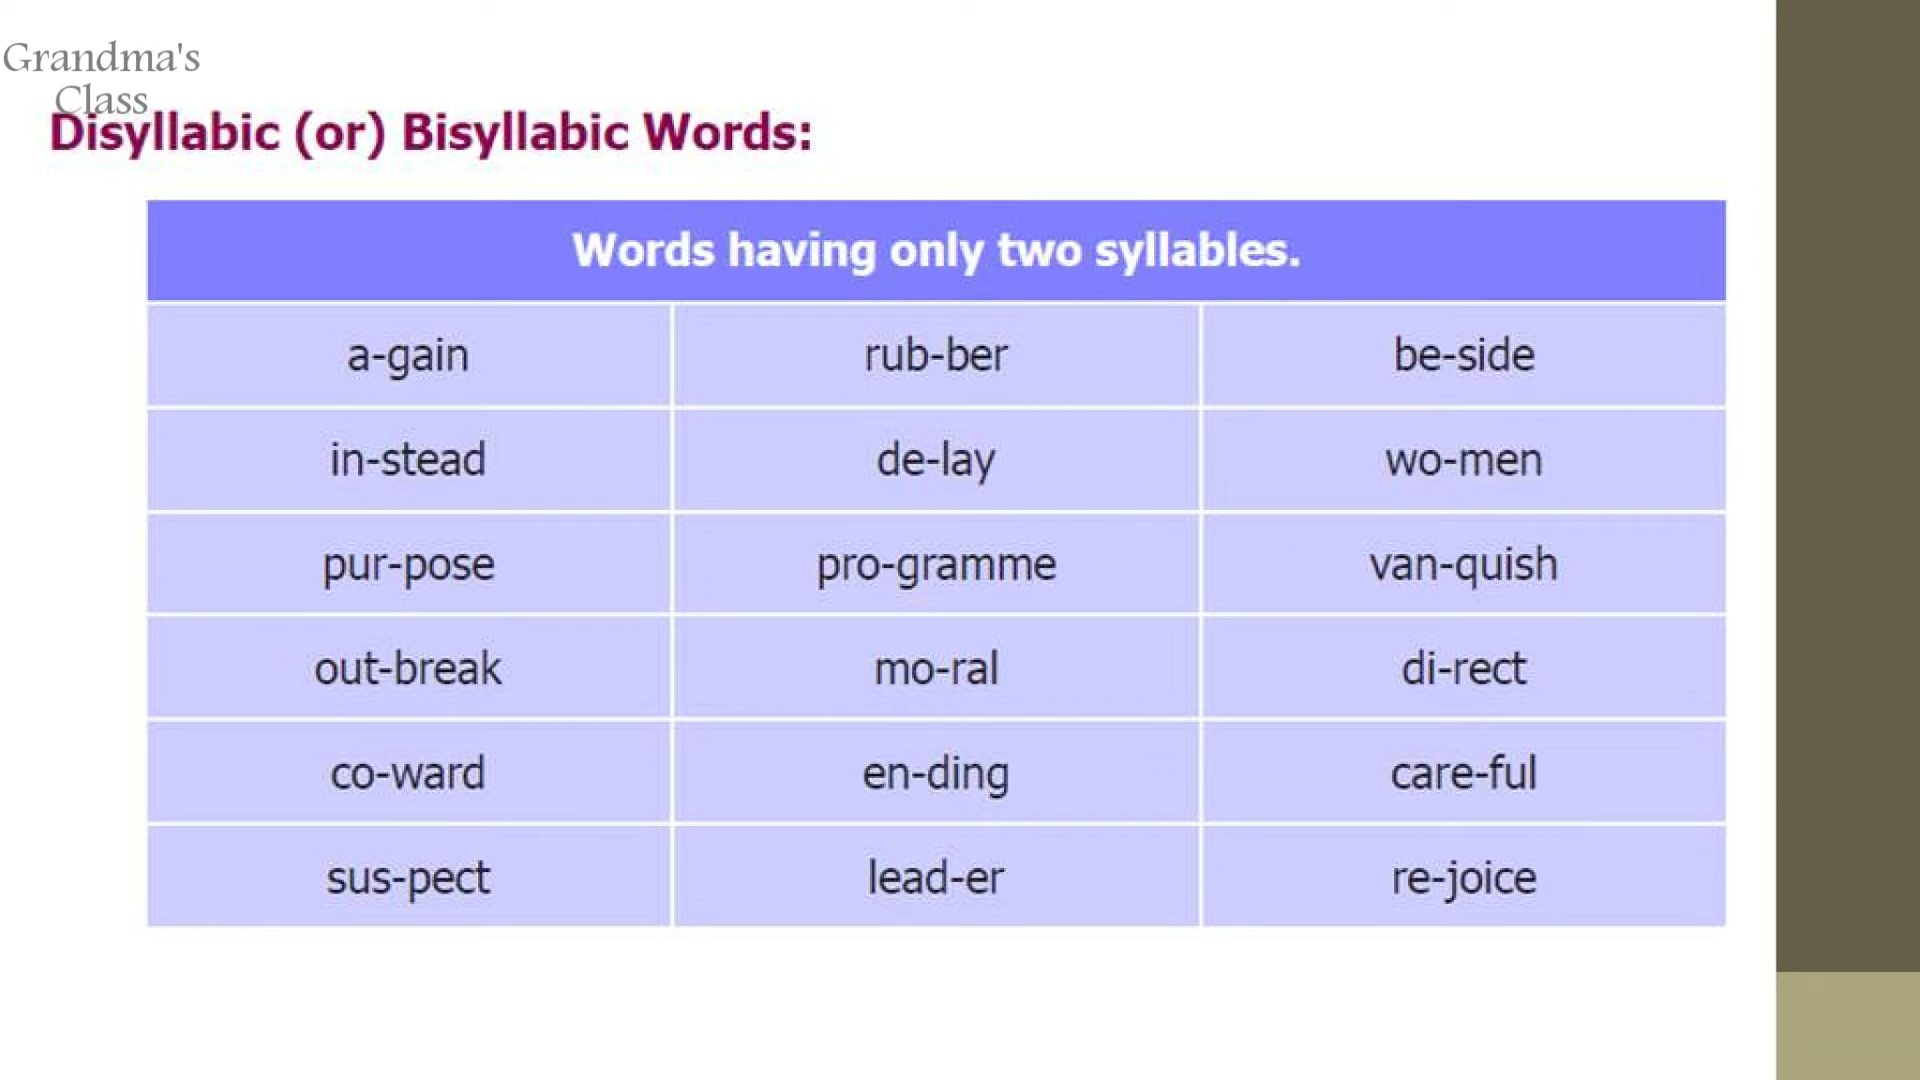 Grandma's
Class
Disyllabic (or) Bisyllabic Words:
Words having only two syllables.
a-gain rub-ber be-side
in-stead de-lay wo-men
pur-pose pro-gramme van-quish
out-break mo-ral di-rect
co-ward en-ding care-ful
sus-pect lead-er re-joice